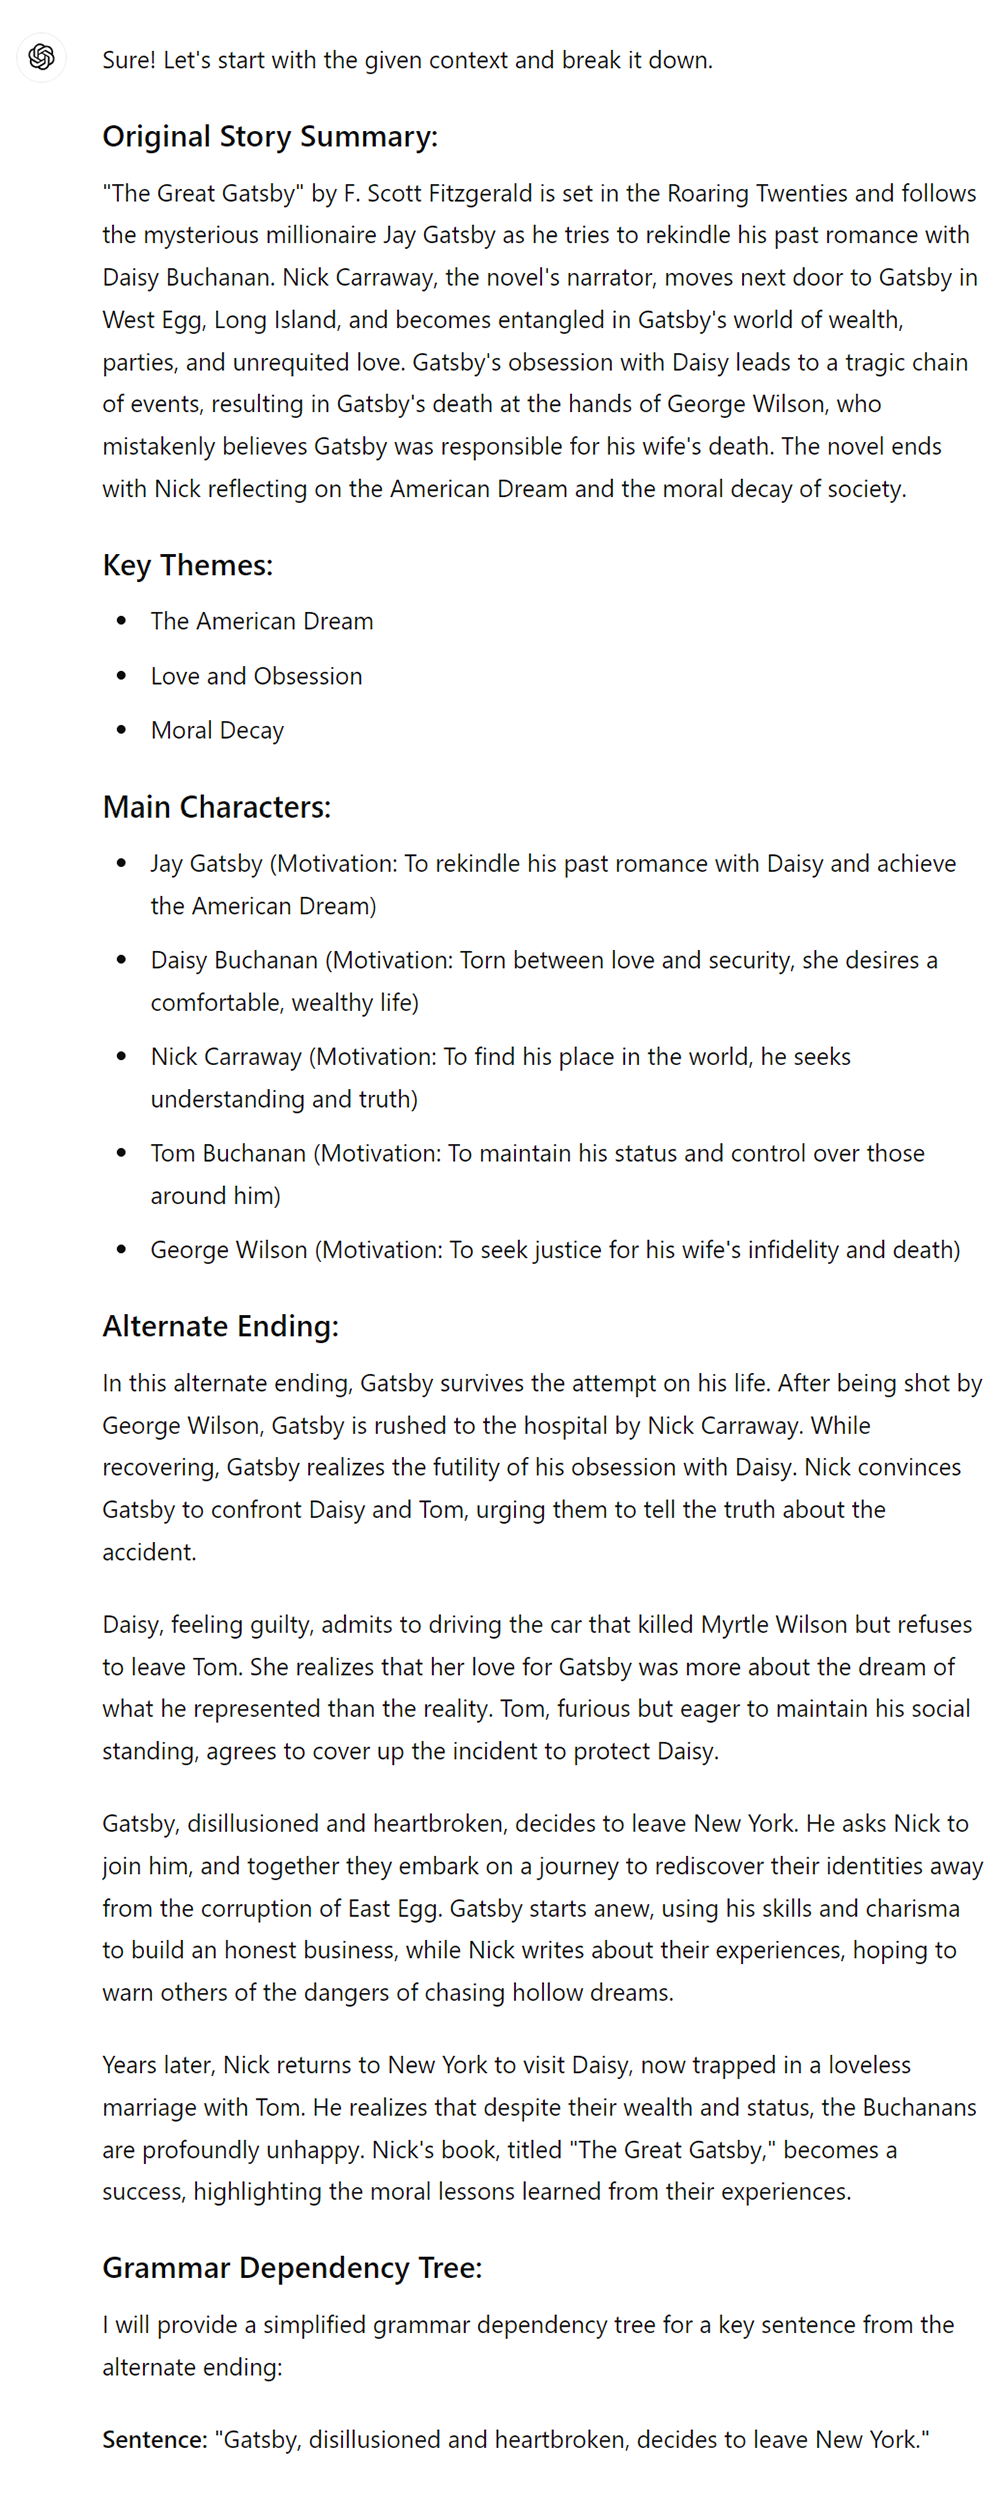 Sure! Let's start with the given context and break it down.
Original Story Summary:
"The Great Gatsby" by F. Scott Fitzgerald is set in the Roaring Twenties and follows
the mysterious millionaire Jay Gatsby as he tries to rekindle his past romance with
Daisy Buchanan. Nick Carraway, the novel's narrator, moves next door to Gatsby in
West Egg, Long Island, and becomes entangled in Gatsby's world of wealth,
parties, and unrequited love. Gatsby's obsession with Daisy leads to a tragic chain
of events, resulting in Gatsby's death at the hands of George Wilson, who
mistakenly believes Gatsby was responsible for his wife's death. The novel ends
with Nick reflecting on the American Dream and the moral decay of society.
Key Themes:
• The American Dream
• Love and Obsession
• Moral Decay
Main Characters:
• Jay Gatsby (Motivation: To rekindle his past romance with Daisy and achieve
the American Dream)
• Daisy Buchanan (Motivation: Torn between love and security, she desires a
comfortable, wealthy life)
• Nick Carraway (Motivation: To find his place in the world, he seeks
understanding and truth)
• Tom Buchanan (Motivation: To maintain his status and control over those
around him)
• George Wilson (Motivation: To seek justice for his wife's infidelity and death)
Alternate Ending:
In this alternate ending, Gatsby survives the attempt on his life. After being shot by
George Wilson, Gatsby is rushed to the hospital by Nick Carraway. While
recovering, Gatsby realizes the futility of his obsession with Daisy. Nick convinces
Gatsby to confront Daisy and Tom, urging them to tell the truth about the
accident.
Daisy, feeling guilty, admits to driving the car that killed Myrtle Wilson but refuses
to leave Tom. She realizes that her love for Gatsby was more about the dream of
what he represented than the reality. Tom, furious but eager to maintain his social
standing, agrees to cover up the incident to protect Daisy.
Gatsby, disillusioned and heartbroken, decides to leave New York. He asks Nick to
join him, and together they embark on a journey to rediscover their identities away
from the corruption of East Egg. Gatsby starts anew, using his skills and charisma
to build an honest business, while Nick writes about their experiences, hoping to
warn others of the dangers of chasing hollow dreams.
Years later, Nick returns to New York to visit Daisy, now trapped in a loveless
marriage with Tom. He realizes that despite their wealth and status, the Buchanans
are profoundly unhappy. Nick's book, titled "The Great Gatsby," becomes a
success, highlighting the moral lessons learned from their experiences.
Grammar Dependency Tree:
I will provide a simplified grammar dependency tree for a key sentence from the
alternate ending:
Sentence: "Gatsby, disillusioned and heartbroken, decides to leave New York."